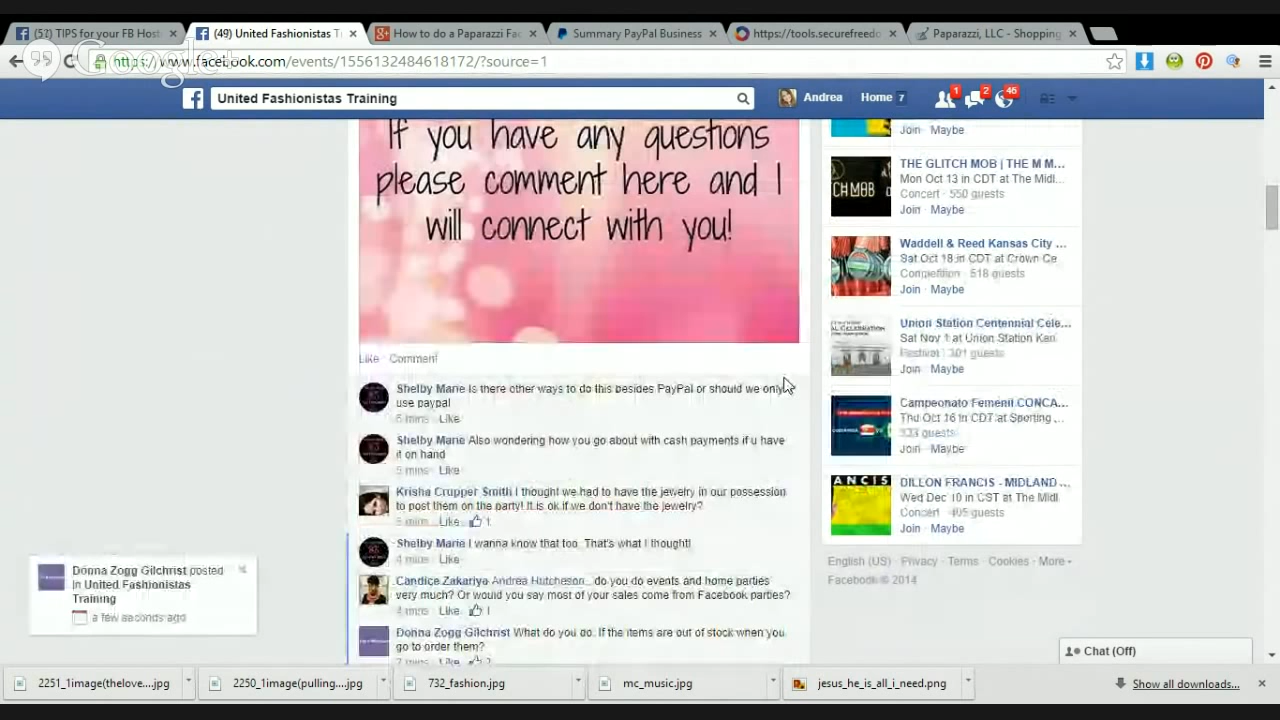 (57) TIPS for your FB Host
(49) United Fashionistas T
How to do a Paparazzi Fac
Summary PayPal Business
https://tools.securefreedo
Paparazzi, LLC - Shopping
Google+
https://www.facebook.com/events/1556132484618172/?source=1
United Fashionistas Training
Andrea Home 7
1 2 46
If you have any questions
please comment here and I
will connect with you!
Like Comment
Shelby Marie Is there other ways to do this besides PayPal or should we only
use paypal
Like
Shelby Marie Also wondering how you go about with cash payments if u have
it on hand
5 mins Like
Krisha Crupper Smith I thought we had to have the jewelry in our possession
to post them on the party! It is ok if we don't have the jewelry?
5 mins Like 1
Shelby Marie I wanna know that too. That's what I thought!
4 mins Like
Candice Zakariya Andrea Hutcheson.. do you do events and home parties
very much? Or would you say most of your sales come from Facebook parties?
4 mins Like 1
Donna Zogg Gilchrist What do you do. If the items are out of stock when you
go to order them?
Like
Join · Maybe
THE GLITCH MOB | THE M M...
Mon Oct 13 in CDT at The Midl...
Concert · 550 guests
Join · Maybe
Waddell & Reed Kansas City ...
Sat Oct 18 in CDT at Crown Ce
Competition · 518 guests
Join · Maybe
Union Station Centennial Cele...
Sat Nov 1 at Union Station Kan
Festival · 301 guests
Join · Maybe
Campeonato Femenil CONCA...
Thu Oct 16 in CDT at Sporting ...
guests
Join · Maybe
ANCIS
DILLON FRANCIS - MIDLAND ...
Wed Dec 10 in CST at The Midl
Concert · 405 guests
Join · Maybe
English (US) · Privacy · Terms · Cookies · More
Facebook © 2014
Donna Zogg Gilchrist posted
in United Fashionistas
Training
a few seconds ago
Chat (Off)
2251_1image(thelove....jpg
2250_1image(pulling....jpg
732_fashion.jpg
mc_music.jpg
jesus_he_is_all_i_need.png
Show all downloads...